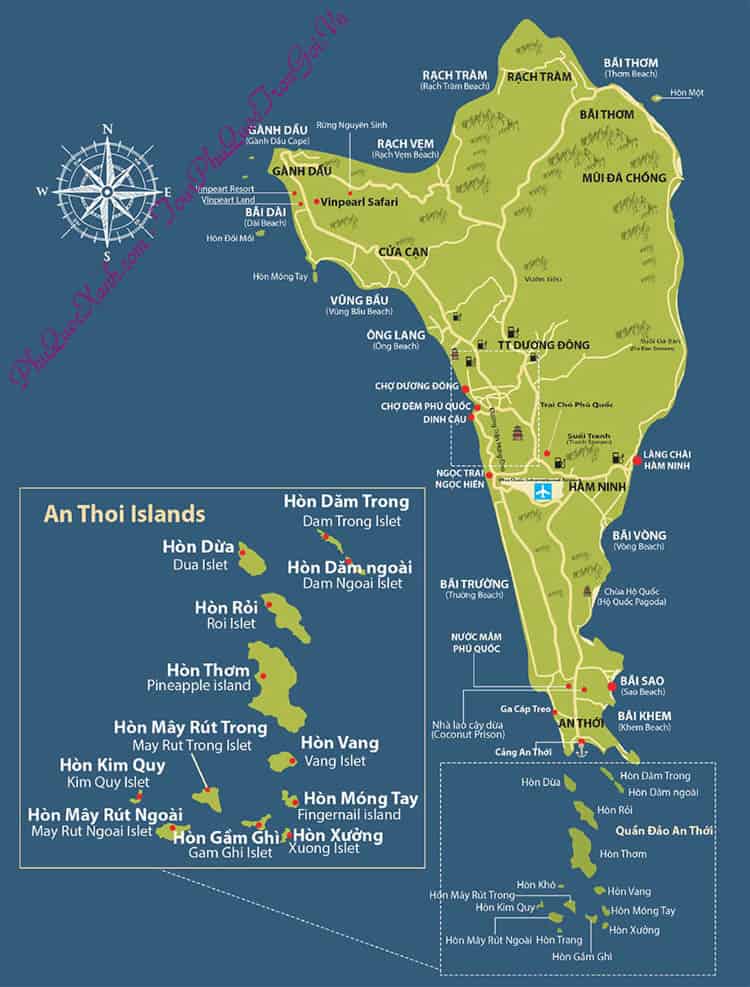 PhuQuocXanh.com - TourPhuQuocTronGoi.Vn
BÃI THƠM
(Thơm Beach)
RẠCH TRÀM
(Rạch Tràm Beach)
RẠCH TRÀM
Hòn Một
BÃI THƠM
N
W
E
S
GÀNH DẦU
(Gành Dầu Cape)
Rừng Nguyên Sinh
RẠCH VẸM
(Rạch Vẹm Beach)
GÀNH DẦU
MŨI ĐÁ CHỒNG
Vinpeart Resort
Vinpeart Land
Vinpearl Safari
BÃI DÀI
(Dài Beach)
Hòn Đồi Mồi
CỬA CẠN
Hòn Móng Tay
VŨNG BẦU
(Vũng Bầu Beach)
ÔNG LANG
(Ông Beach)
TT DƯƠNG ĐÔNG
CHỢ DƯƠNG ĐÔNG
CHỢ ĐÊM PHÚ QUỐC
DINH CẬU
Trại Chó Phú Quốc
Suối Tranh
LÀNG CHÀI
HÀM NINH
NGỌC TRAI
NGỌC HIỀN
HÀM NINH
An Thoi Islands
Hòn Dăm Trong
Dam Trong Islet
Hòn Dừa
Dua Islet
Hòn Dăm ngoài
Dam Ngoai Islet
Hòn Rỏi
Roi Islet
Hòn Thơm
Pineapple island
Hòn Mây Rút Trong
May Rut Trong Islet
Hòn Vang
Vang Islet
Hòn Kim Quy
Kim Quy Islet
Hòn Móng Tay
Fingernail island
Hòn Mây Rút Ngoài
May Rut Ngoai Islet
Hòn Gầm Ghì
Gam Ghi Islet
Hòn Xưởng
Xuong Islet
BÃI VÒNG
(Vòng Beach)
BÃI TRƯỜNG
(Trường Beach)
Chùa Hộ Quốc
(Hộ Quốc Pagoda)
NƯỚC MẮM
PHÚ QUỐC
BÃI SAO
(Sao Beach)
Ga Cáp Treo
BÃI KHEM
(Khem Beach)
AN THỚI
Nhà lao cây dừa
(Coconut Prison)
Cảng An Thới
Hòn Dừa
Hòn Dăm Trong
Hòn Dăm ngoài
Hòn Rỏi
Quần Đảo An Thới
Hòn Thơm
Hòn Khô
Hòn Vang
Hòn Mây Rút Trong
Hòn Kim Quy
Hòn Móng Tay
Hòn Xưởng
Hòn Mây Rút Ngoài
Hòn Trang
Hòn Gầm Ghì